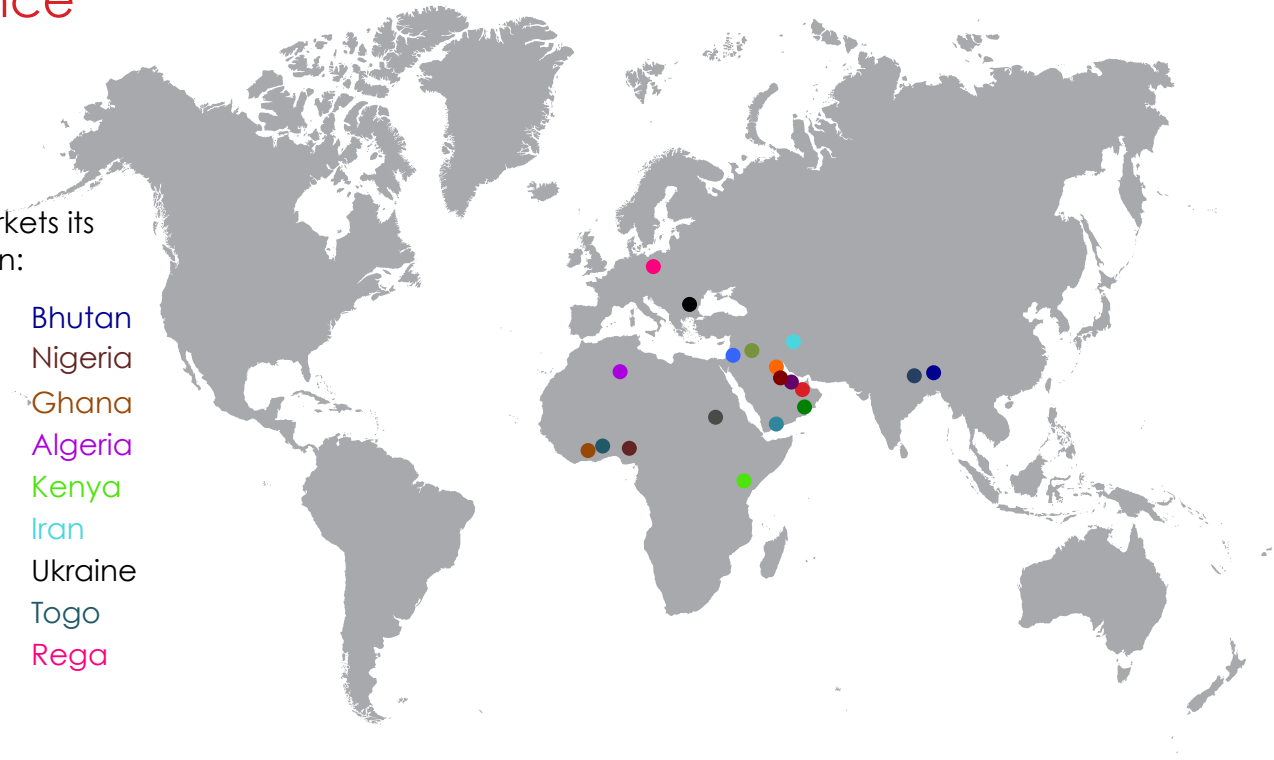 ice
rkets its
n:
Bhutan
Nigeria
Ghana
Algeria
Kenya
Iran
Ukraine
Togo
Rega